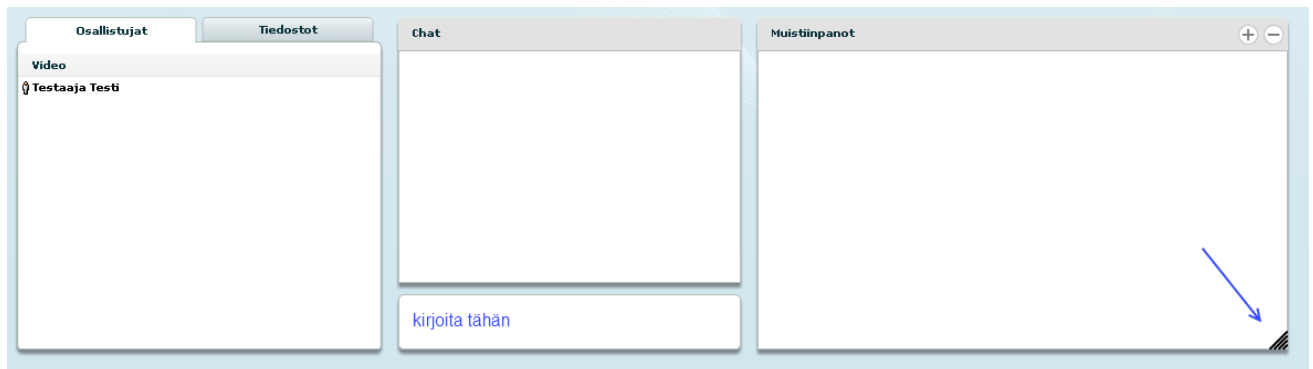 Osallistujat
Tiedostot
Video
Testaaja Testi
Chat
kirjoita tähän
Muistiinpanot